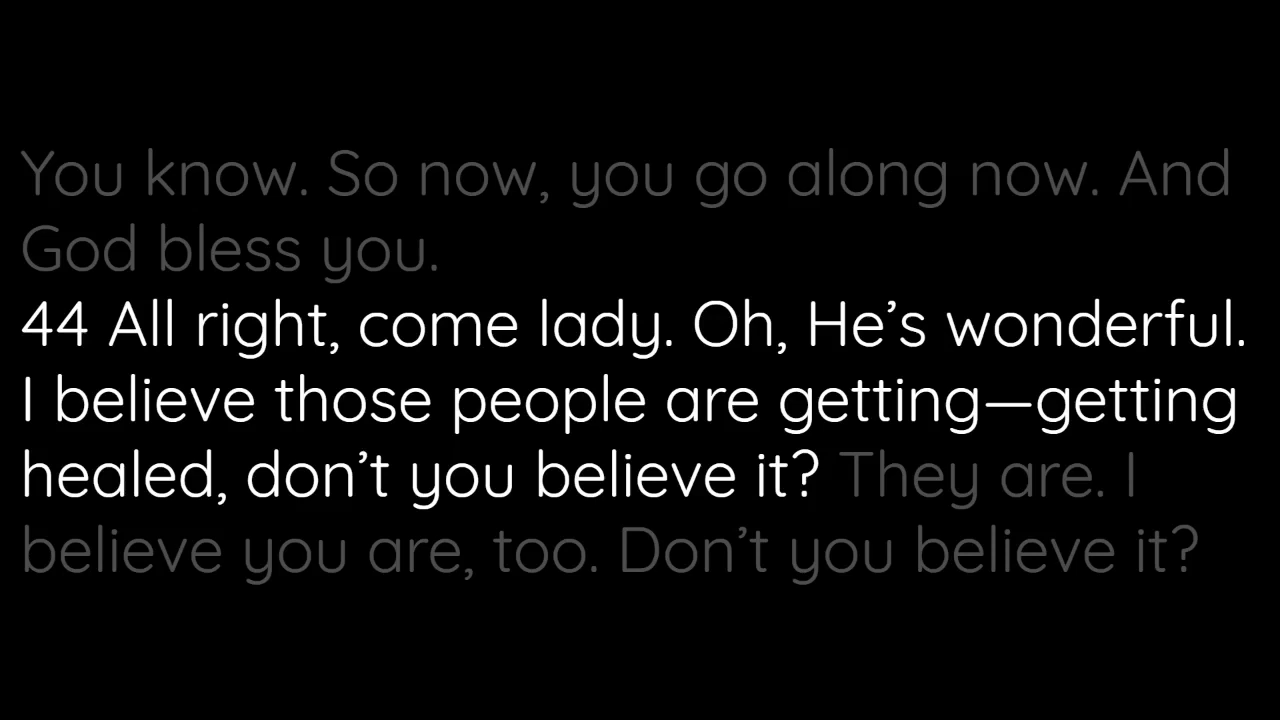 You know. So now, you go along now. And
God bless you.
44 All right, come lady. Oh, He’s wonderful.
I believe those people are getting—getting
healed, don’t you believe it? They are. I
believe you are, too. Don’t you believe it?